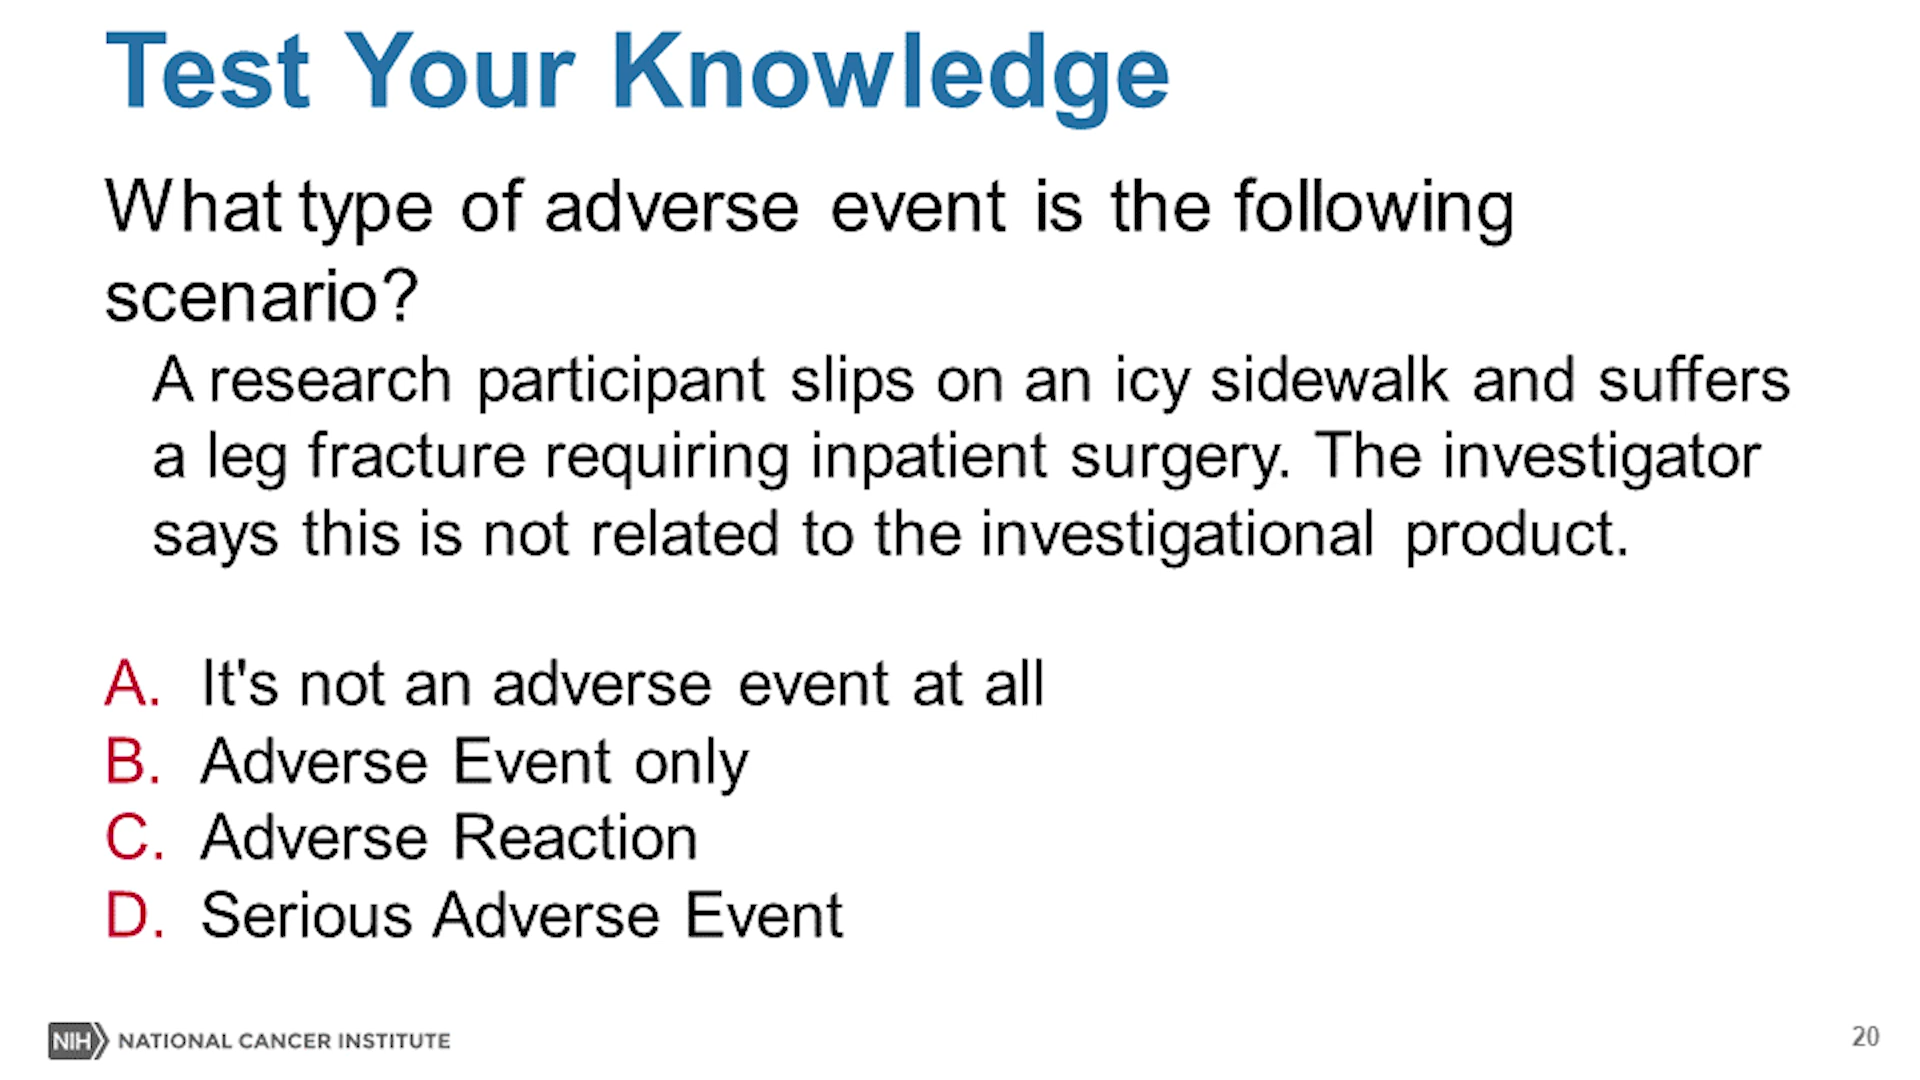 Test Your Knowledge
What type of adverse event is the following
scenario?
A research participant slips on an icy sidewalk and suffers
a leg fracture requiring inpatient surgery. The investigator
says this is not related to the investigational product.
A. It's not an adverse event at all
B. Adverse Event only
C. Adverse Reaction
D. Serious Adverse Event
NIH NATIONAL CANCER INSTITUTE
20